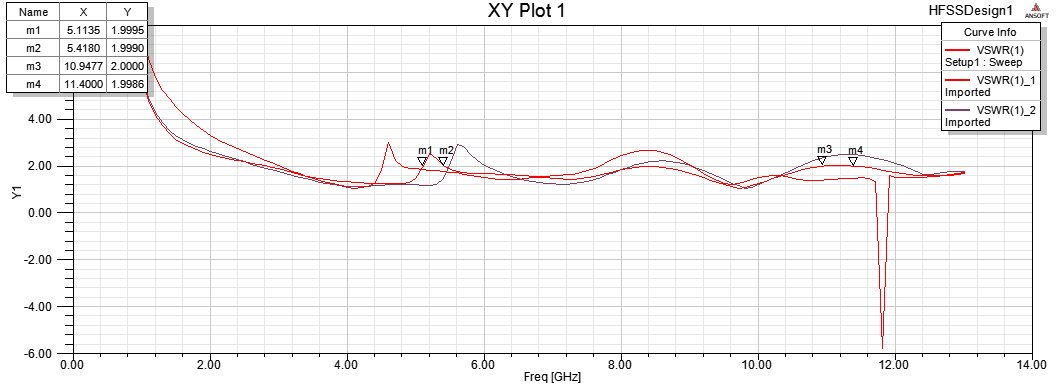 XY Plot 1
HFSSDesign1
ANSOFT
Name X Y
m1 5.1135 1.9995
m2 5.4180 1.9990
m3 10.9477 2.0000
m4 11.4000 1.9986
Curve Info
VSWR(1)
Setup1 : Sweep
VSWR(1)_1
Imported
VSWR(1)_2
Imported
4.00
2.00
0.00
-2.00
-4.00
-6.00
Y1
m1
m2
m3
m4
0.00 2.00 4.00 6.00 8.00 10.00 12.00 14.00
Freq [GHz]